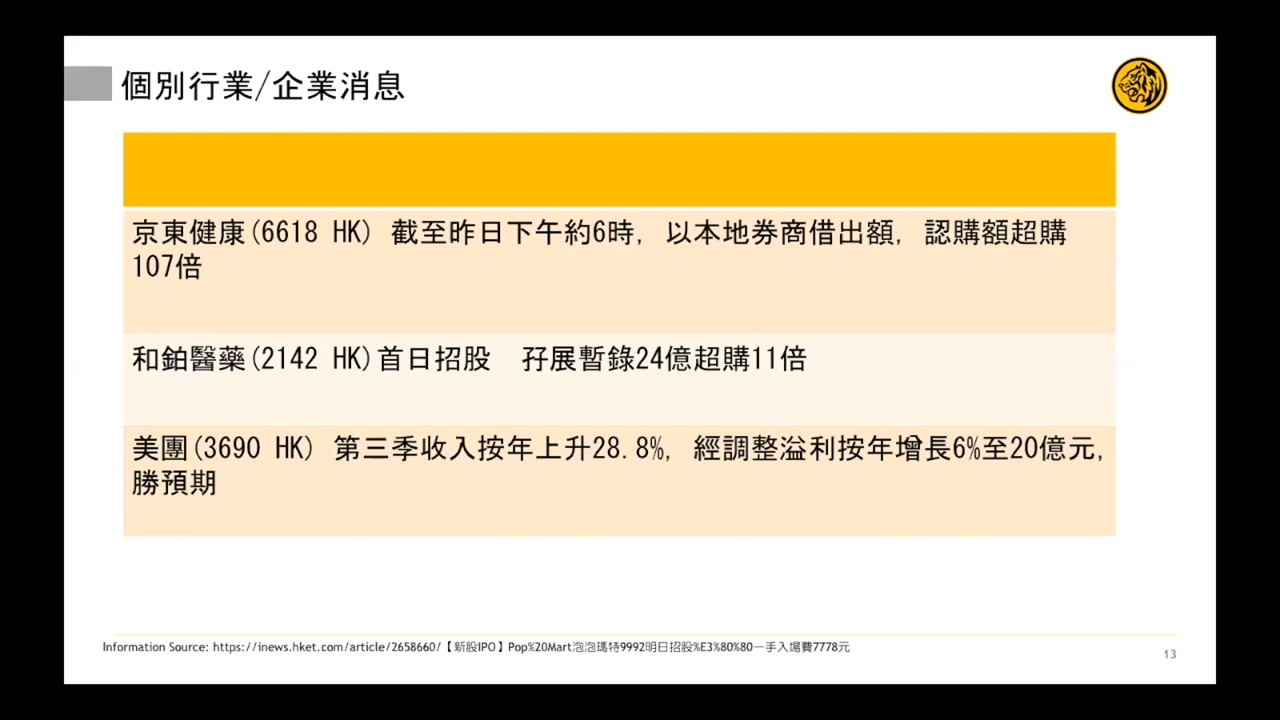 個別行業/企業消息
京東健康(6618 HK) 截至昨日下午約6時, 以本地券商借出額, 認購額超購
107倍
和鉑醫藥(2142 HK)首日招股　孖展暫錄24億超購11倍
美團(3690 HK) 第三季收入按年上升28.8%, 經調整溢利按年增長6%至20億元,
勝預期
Information Source: https://inews.hket.com/article/2658660/【新股IPO】Pop%20Mart泡泡瑪特9992明日招股%E3%80%80一手入場費7778元
13